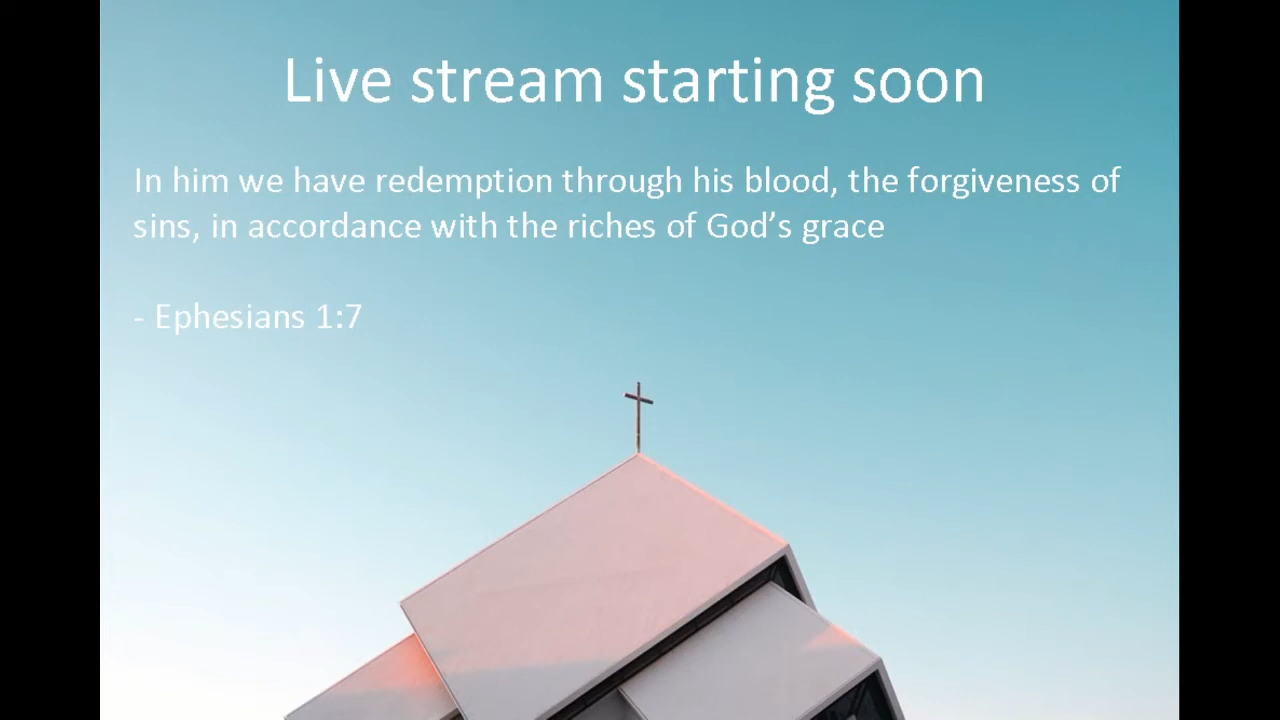 Live stream starting soon
In him we have redemption through his blood, the forgiveness of
sins, in accordance with the riches of God’s grace
- Ephesians 1:7